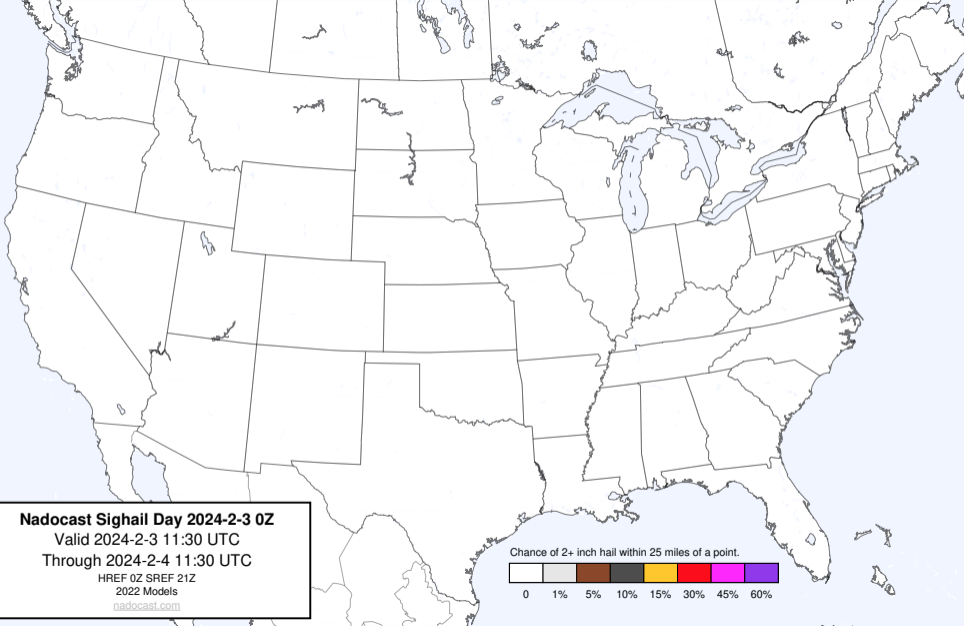 Nadocast Sighail Day 2024-2-3 0Z
Valid 2024-2-3 11:30 UTC
Through 2024-2-4 11:30 UTC
HREF 0Z SREF 21Z
2022 Models
nadocast.com
Chance of 2+ inch hail within 25 miles of a point.
0 1% 5% 10% 15% 30% 45% 60%